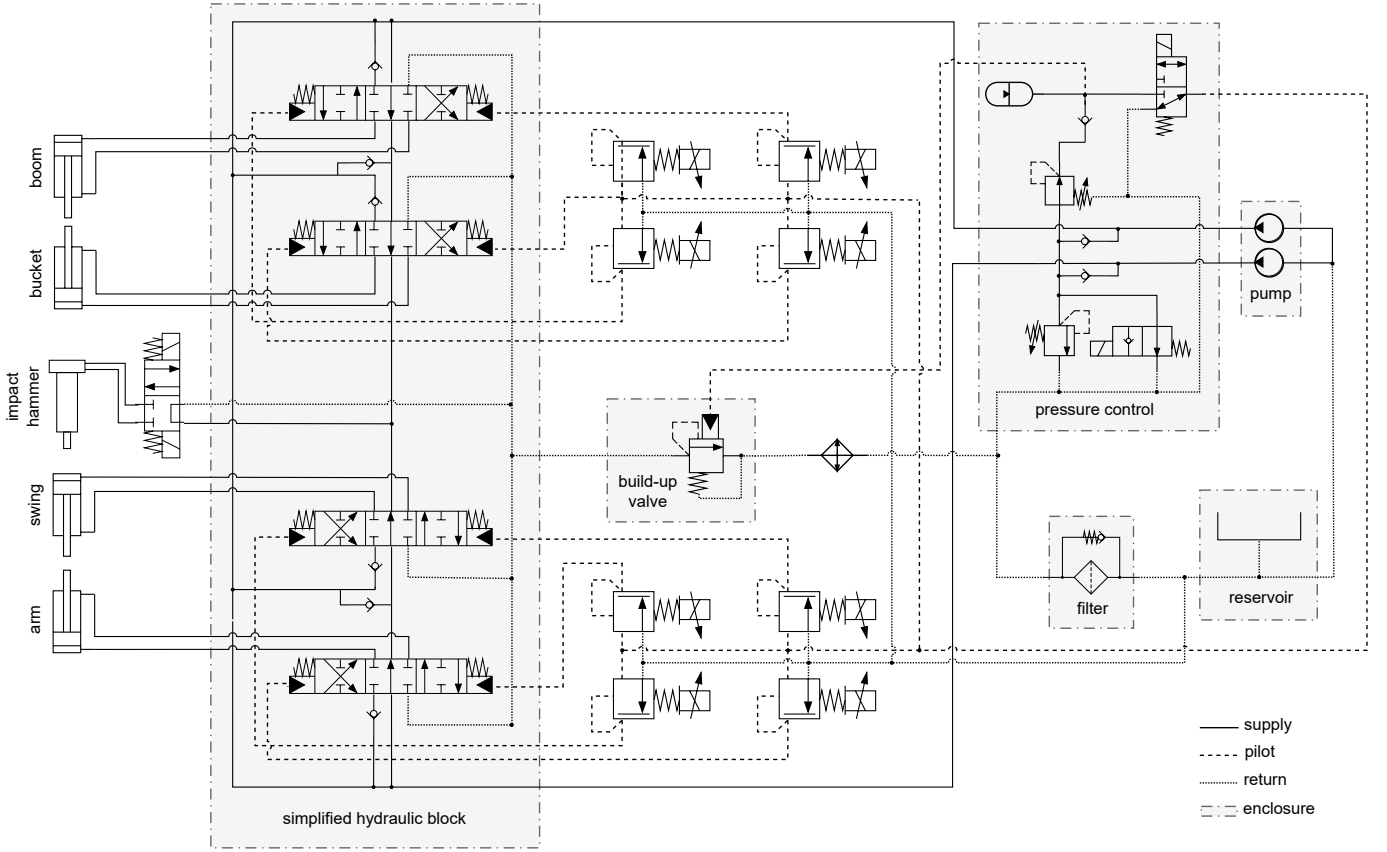 boom
bucket
impact
hammer
swing
arm
simplified hydraulic block
build-up
valve
pressure control
pump
filter
reservoir
supply
pilot
return
enclosure